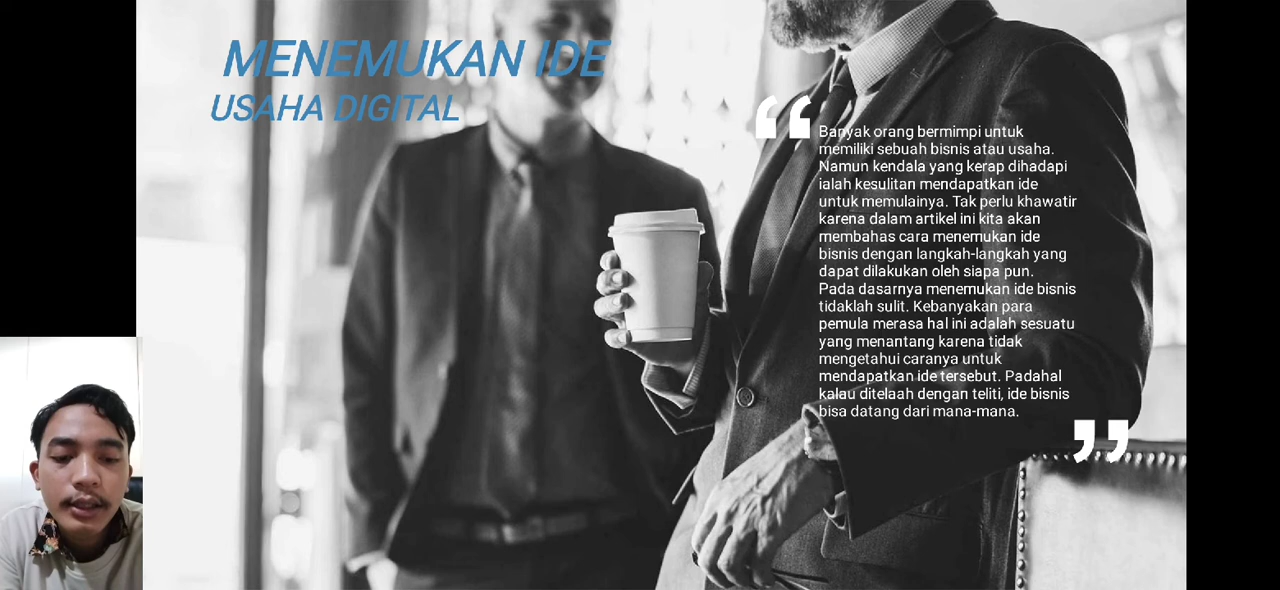 MENEMUKAN IDE
USAHA DIGITAL
Banyak orang bermimpi untuk
memiliki sebuah bisnis atau usaha.
Namun kendala yang kerap dihadapi
ialah kesulitan mendapatkan ide
untuk memulainya. Tak perlu khawatir
karena dalam artikel ini kita akan
membahas cara menemukan ide
bisnis dengan langkah-langkah yang
dapat dilakukan oleh siapa pun.
Pada dasarnya menemukan ide bisnis
tidaklah sulit. Kebanyakan para
pemula merasa hal ini adalah sesuatu
yang menantang karena tidak
mengetahui caranya untuk
mendapatkan ide tersebut. Padahal
kalau ditelaah dengan teliti, ide bisnis
bisa datang dari mana-mana.